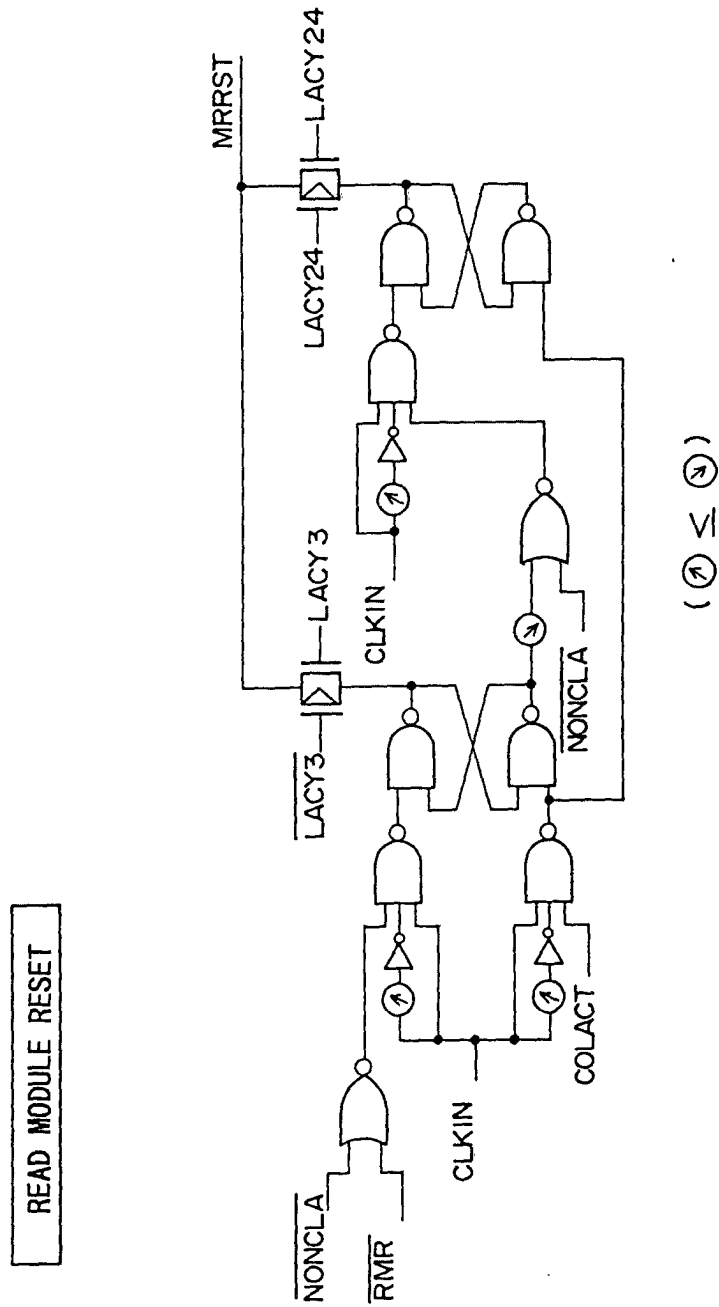 READ MODULE RESET
NONCLA
RMR
CLKIN
COLACT
LACY3
LACY3
NONCLA
CLKIN
LACY24
LACY24
MRRST
( ≤ )